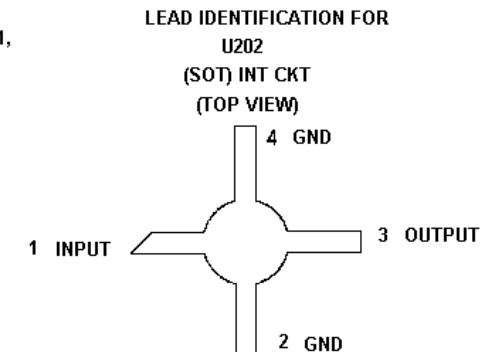 LEAD IDENTIFICATION FOR
U202
(SOT) INT CKT
(TOP VIEW)
4 GND
1 INPUT
3 OUTPUT
2 GND